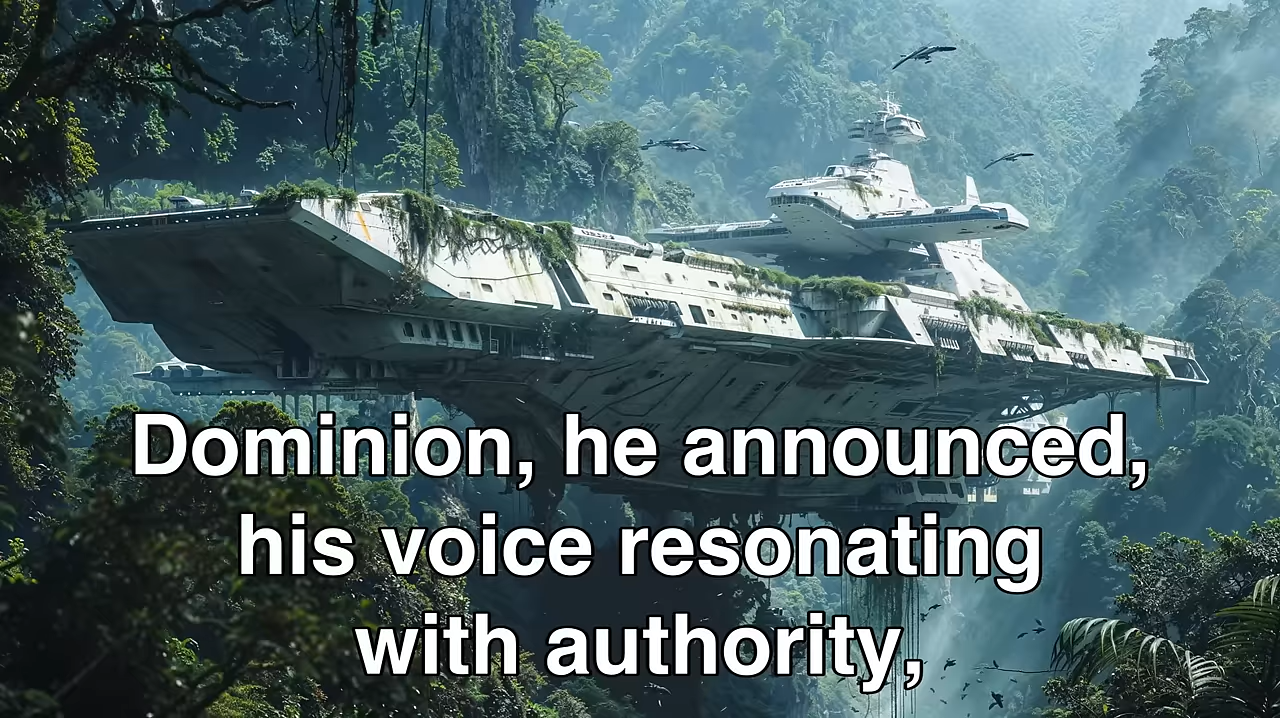 Dominion, he announced,
his voice resonating
with authority,